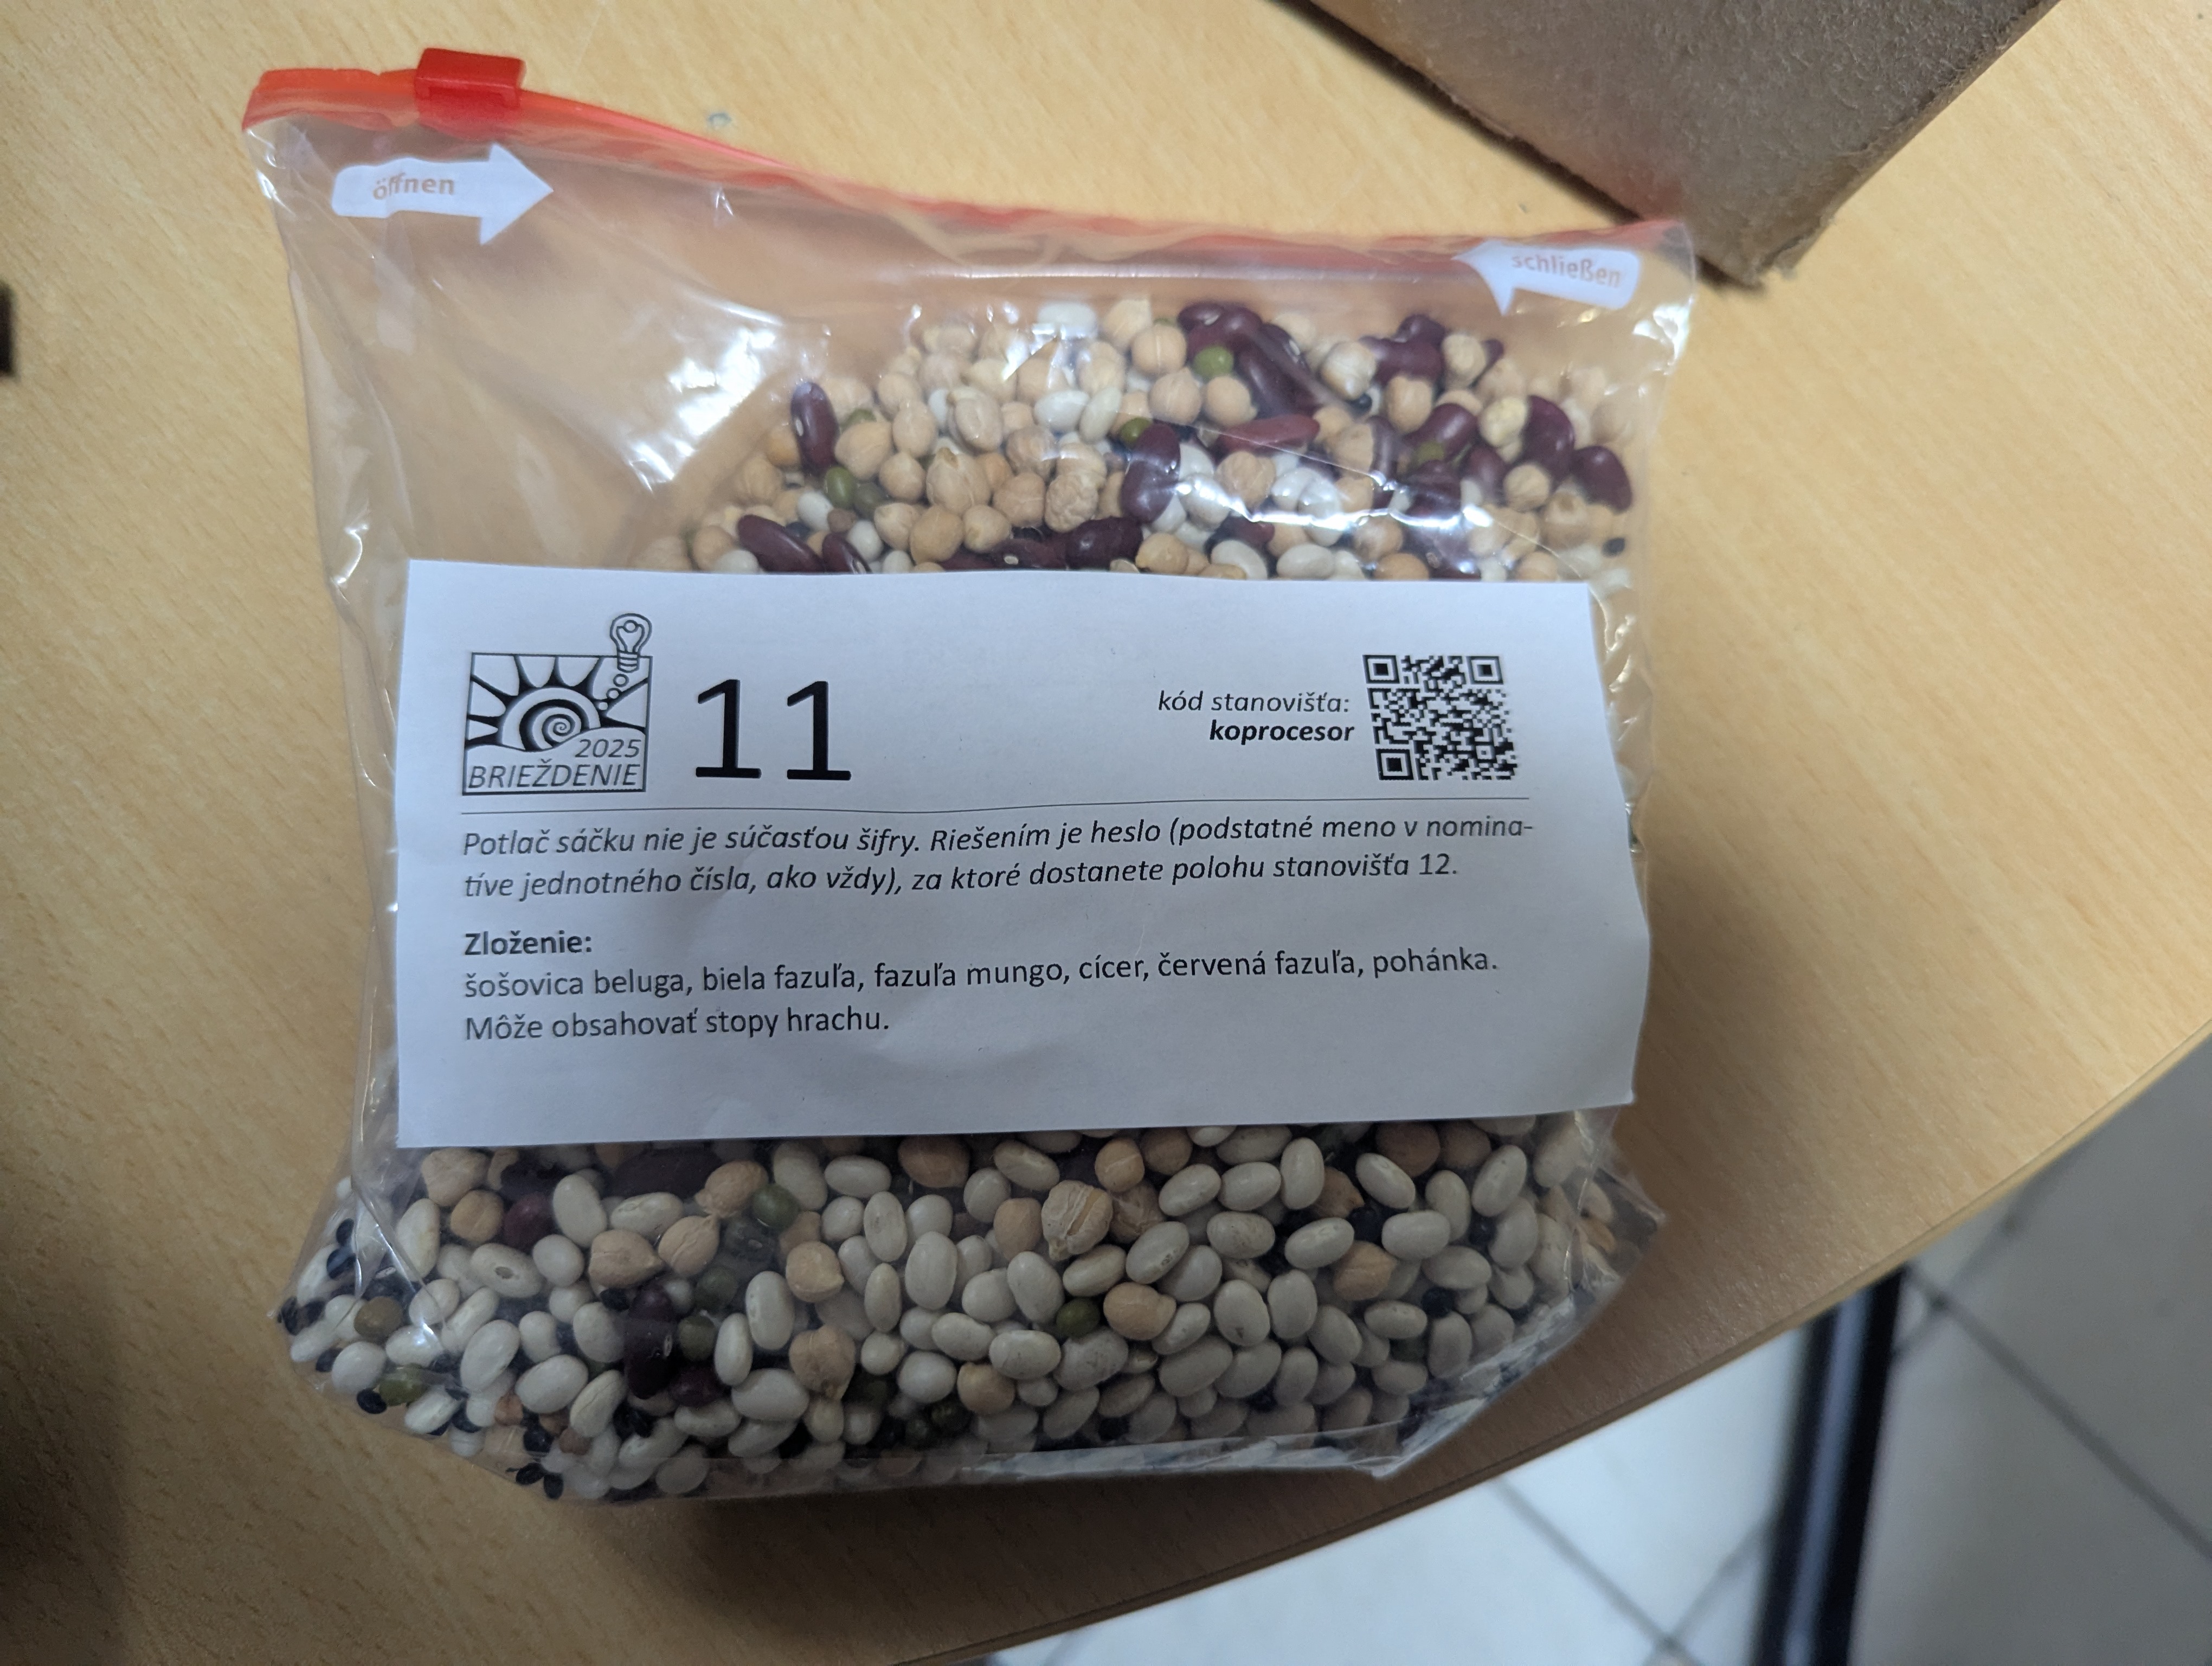 öffnen
schließen
2025
BRIEŽDENIE
11
kód stanovišťa:
koprocesor
Potlač sáčku nie je súčasťou šifry. Riešením je heslo (podstatné meno v nomina-
tíve jednotného čísla, ako vždy), za ktoré dostanete polohu stanovišťa 12.
Zloženie:
šošovica beluga, biela fazuľa, fazuľa mungo, cícer, červená fazuľa, pohánka.
Môže obsahovať stopy hrachu.